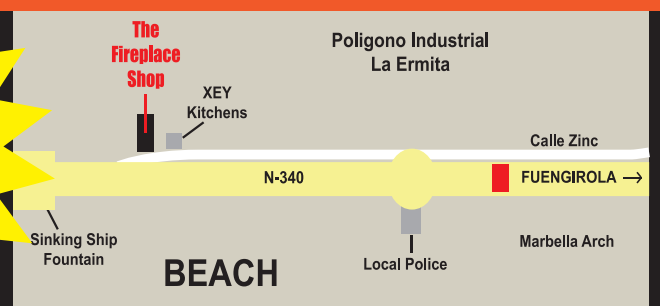 The
Fireplace
Shop
Poligono Industrial
La Ermita
XEY
Kitchens
Calle Zinc
N-340
FUENGIROLA →
Sinking Ship
Fountain
BEACH
Local Police
Marbella Arch